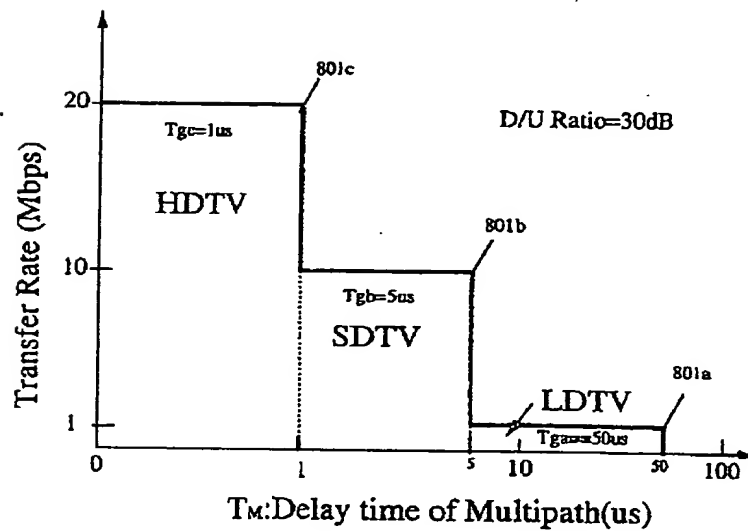 801c
20
D/U Ratio=30dB
Tgc=1us
HDTV
Transfer Rate (Mbps)
801b
10
Tgb=5us
SDTV
801a
LDTV
1
Tga=50us
0
1
5
10
50
100
TM:Delay time of Multipath(us)